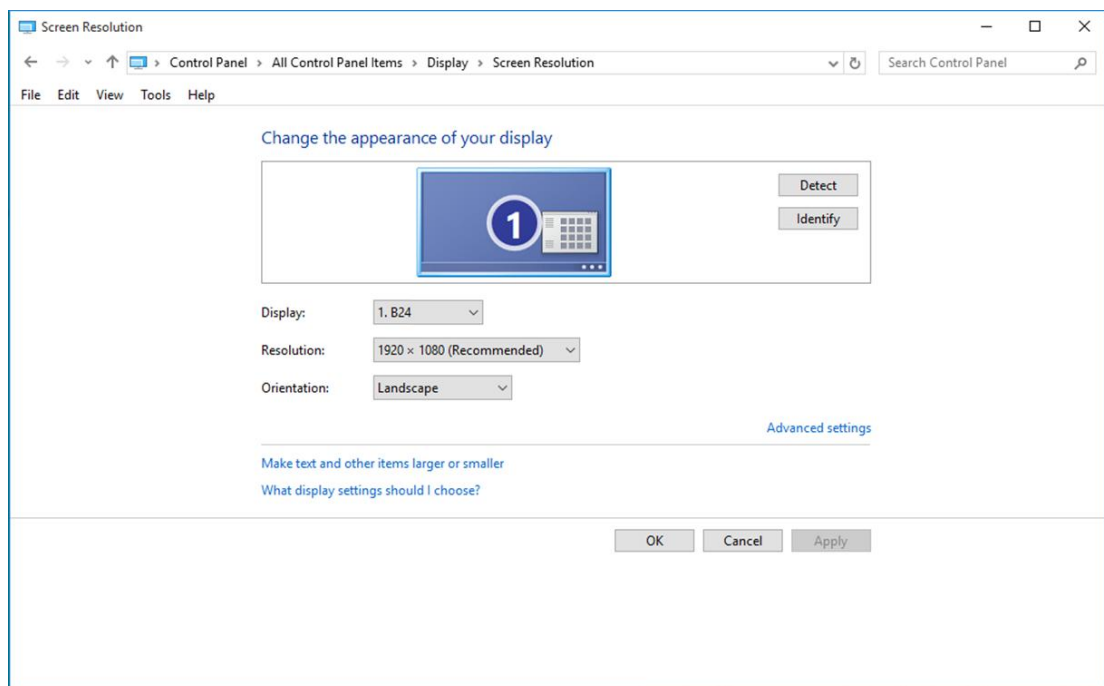 Screen Resolution
Control Panel > All Control Panel Items > Display > Screen Resolution
Search Control Panel
File Edit View Tools Help
Change the appearance of your display
1
Detect
Identify
Display: 1. B24
Resolution: 1920 × 1080 (Recommended)
Orientation: Landscape
Advanced settings
Make text and other items larger or smaller
What display settings should I choose?
OK Cancel Apply